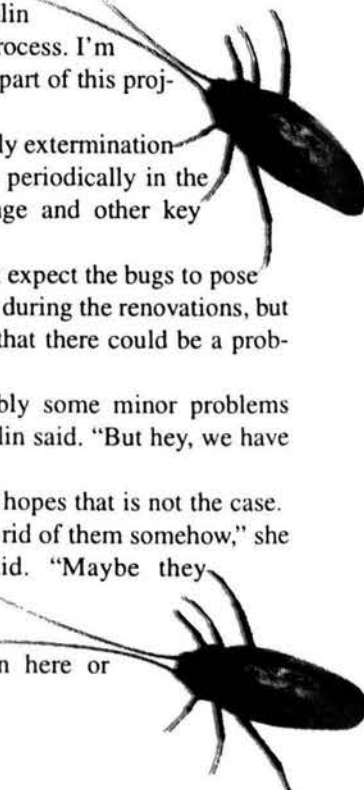 lin
rocess. I'm
part of this proj-
ly extermination
periodically in the
ge and other key
expect the bugs to pose
during the renovations, but
that there could be a prob-
bly some minor problems
lin said. "But hey, we have
hopes that is not the case.
rid of them somehow," she
id. "Maybe they
n here or